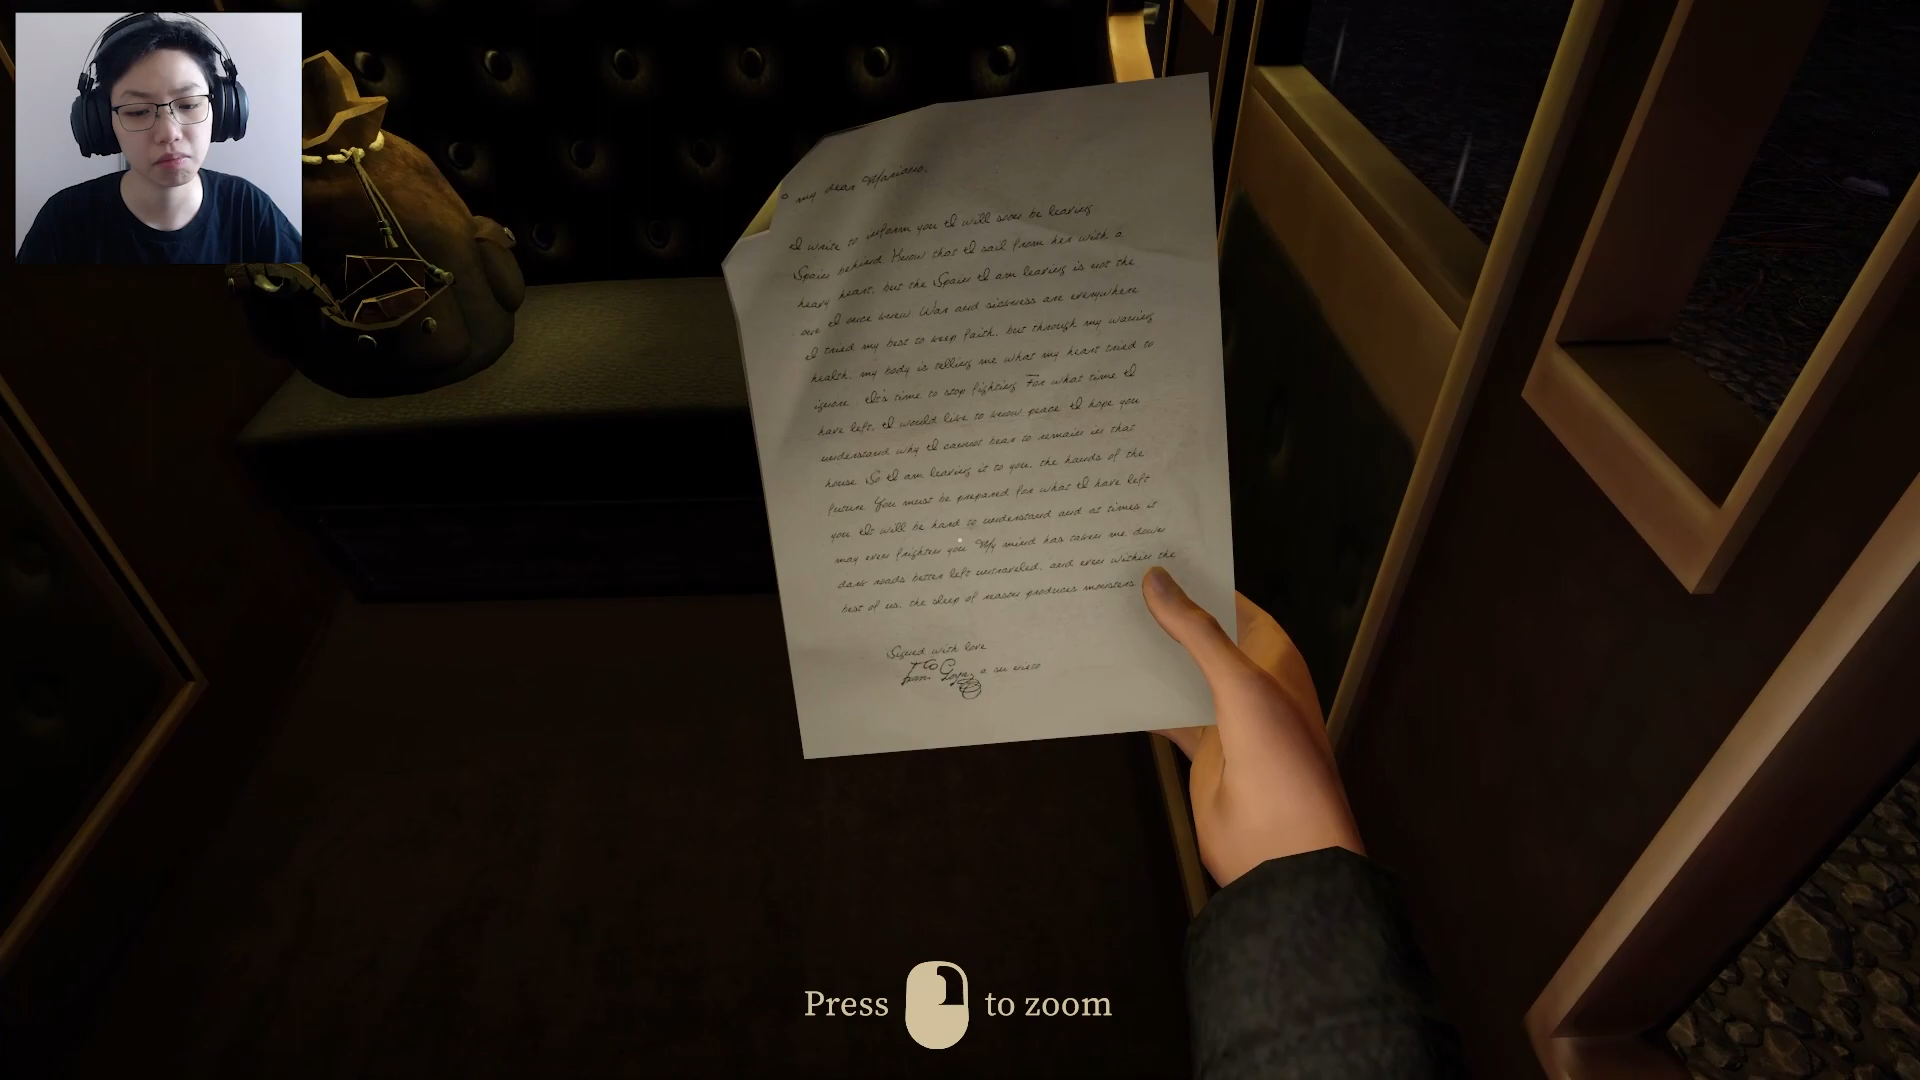 my dear Mariano,
I write to inform you I will soon be leaving
Spain behind. Know that I sail from her with a
heavy heart, but the Spain I am leaving is not the
one I once knew. War and sickness are everywhere
I tried my best to keep faith, but through my waning
health, my body is telling me what my heart tried to
ignore. It's time to stop fighting. For what time I
have left, I would like to know peace. I hope you
understand why I cannot bear to remain in that
house. So I am leaving it to you, the hands of the
future. You must be prepared for what I have left
you. It will be hard to understand and at times it
may even frighten you. My mind has taken me down
dark roads better left untraveled, and even within the
best of us, the sleep of reason produces monsters.
Signed with love
Fran.co Goya a su nieto
Press to zoom